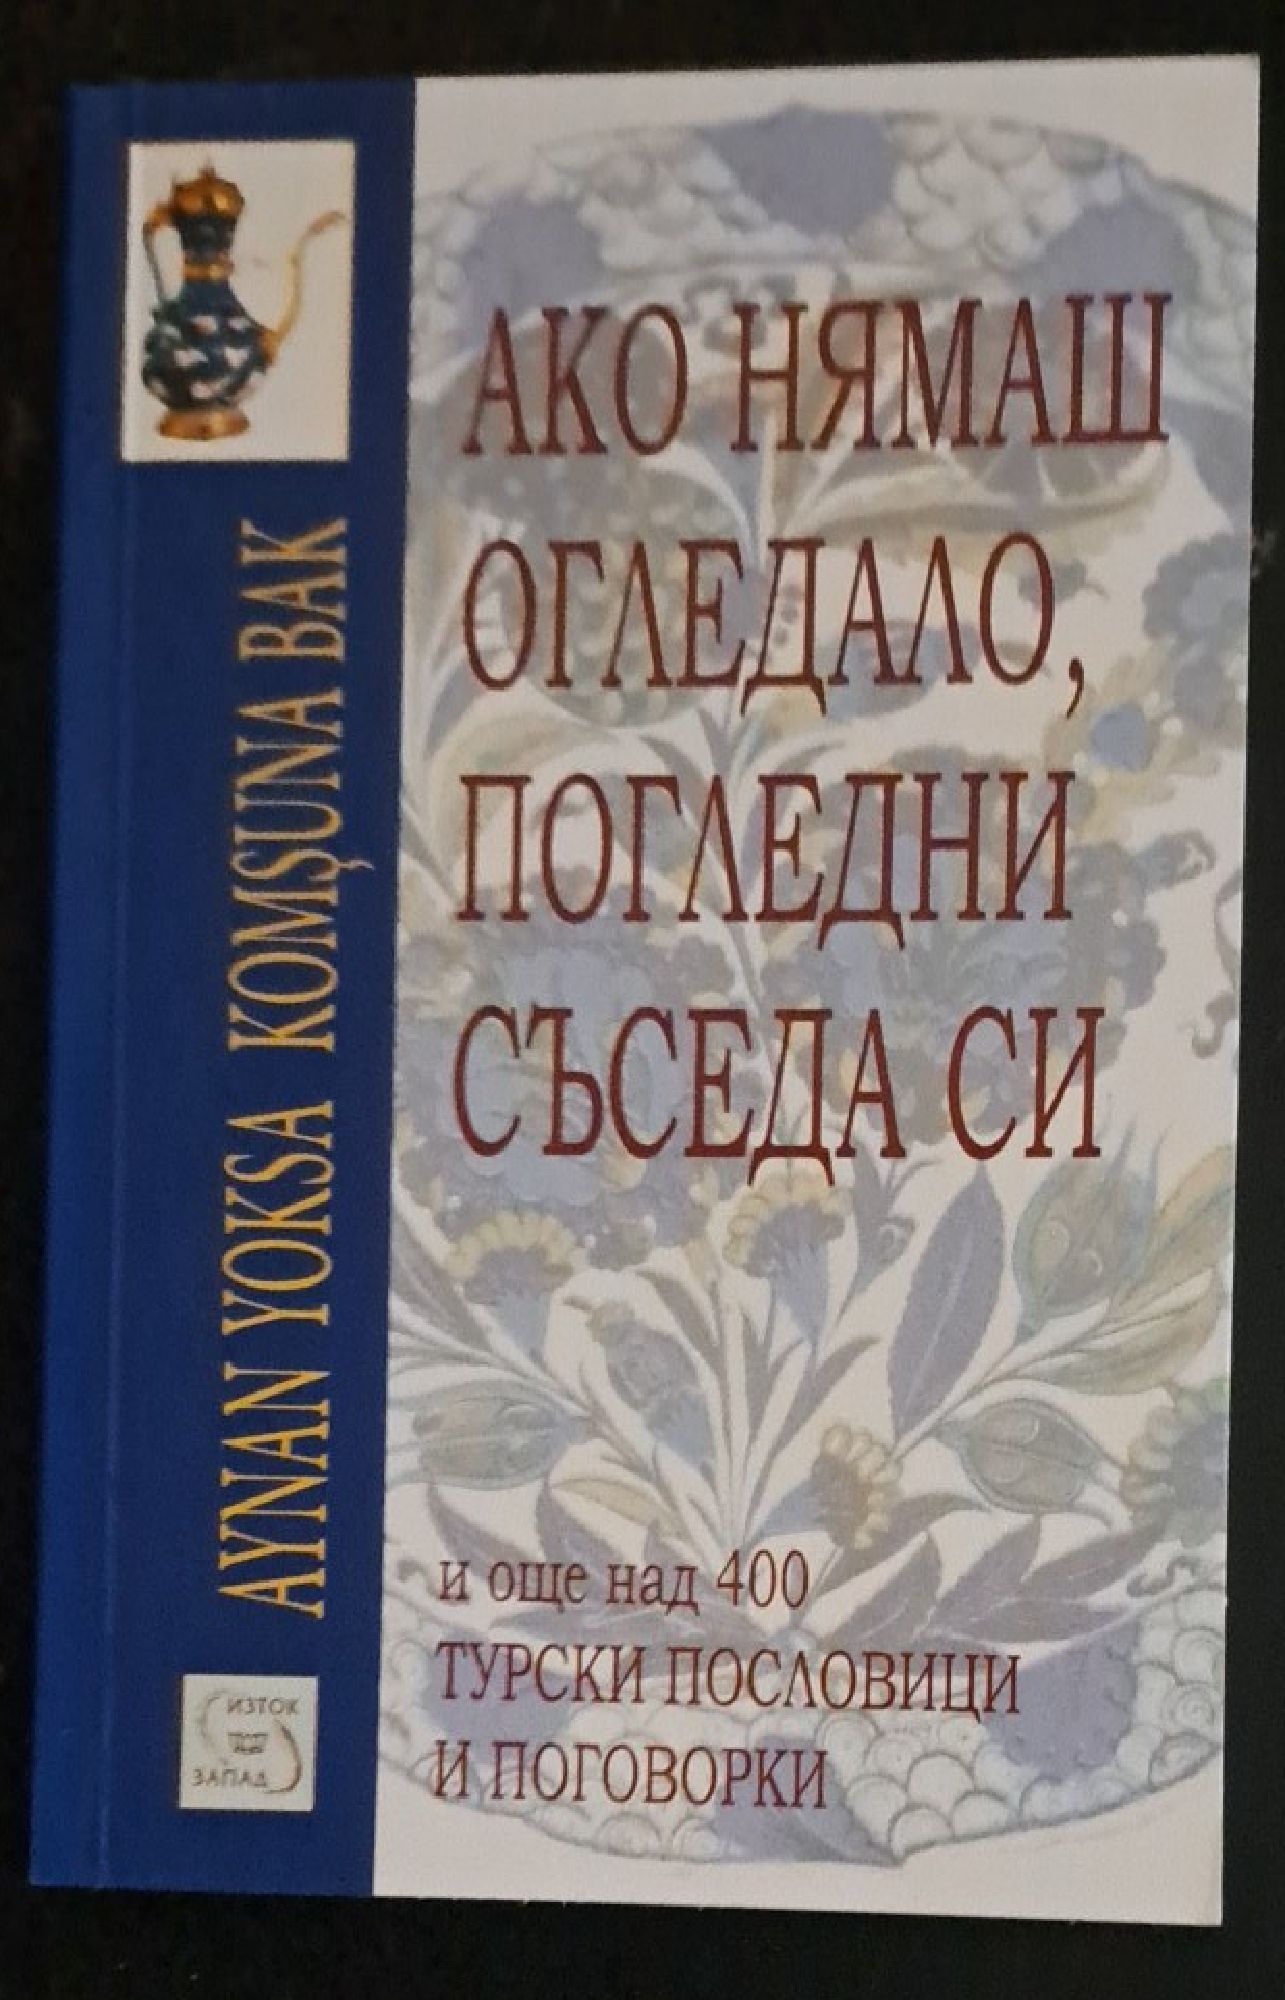 АКО НЯМАШ
ОГЛЕДАЛО,
ПОГЛЕДНИ
СЪСЕДА СИ
и още над 400
ТУРСКИ ПОСЛОВИЦИ
И ПОГОВОРКИ
AYNAN YOKSA KOMŞUNA BAK
ИЗТОК
ЗАПАД